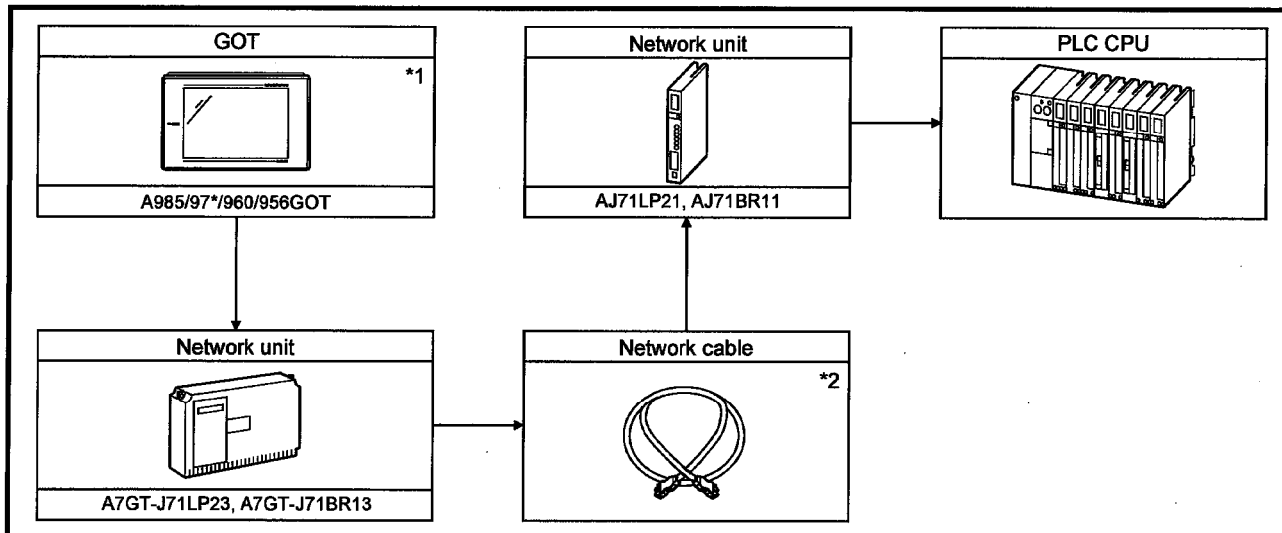 GOT
*1
A985/97*/960/956GOT
Network unit
AJ71LP21, AJ71BR11
PLC CPU
Network unit
A7GT-J71LP23, A7GT-J71BR13
Network cable
*2